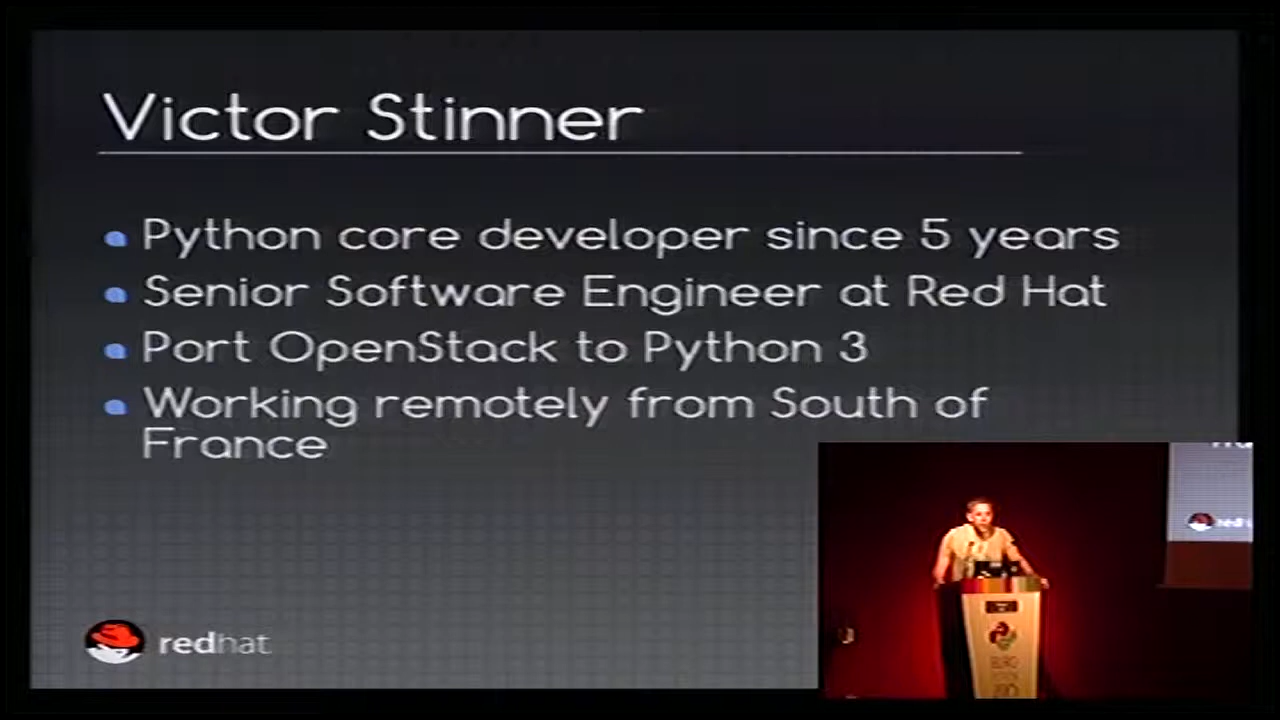 Victor Stinner
Python core developer since 5 years
Senior Software Engineer at Red Hat
Port OpenStack to Python 3
Working remotely from South of
France
redhat